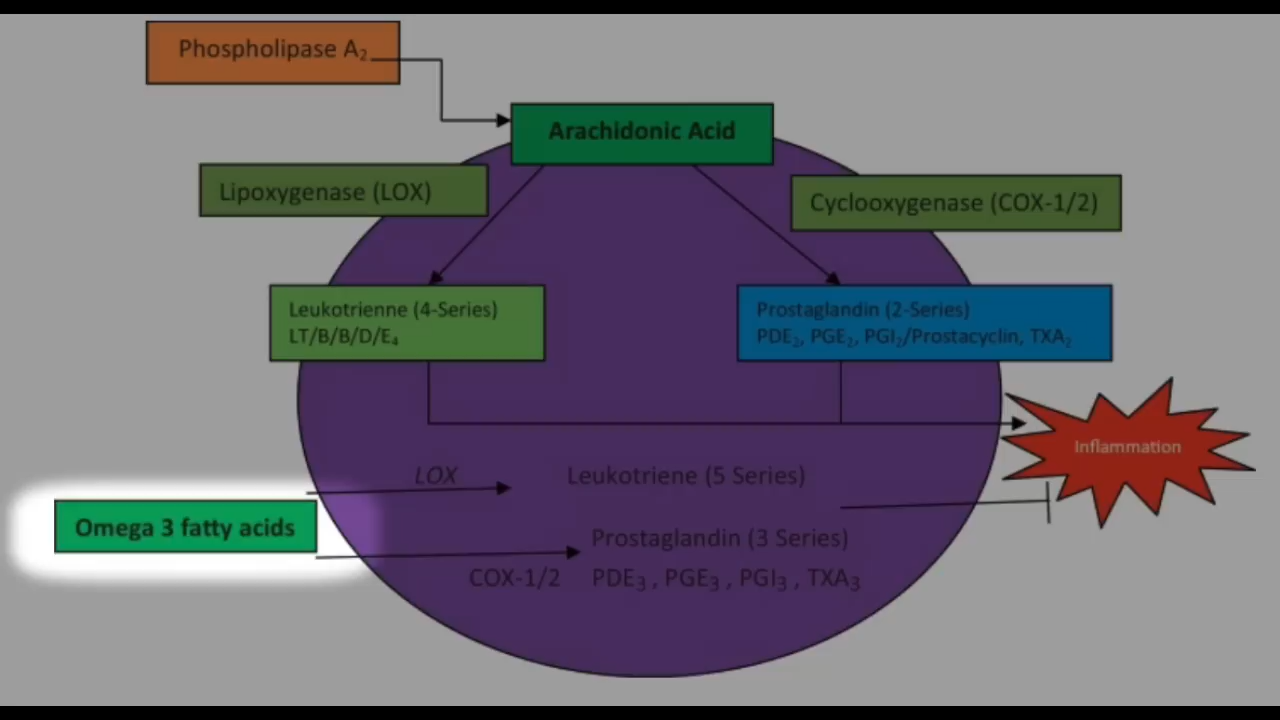 Phospholipase A₂
Arachidonic Acid
Lipoxygenase (LOX)
Cyclooxygenase (COX-1/2)
Leukotrienne (4-Series)
LT/B/B/D/E₄
Prostaglandin (2-Series)
PDE₂, PGE₂, PGI₂/Prostacyclin, TXA₂
Inflammation
LOX
Leukotriene (5 Series)
Omega 3 fatty acids
Prostaglandin (3 Series)
COX-1/2
PDE₃ , PGE₃ , PGI₃ , TXA₃